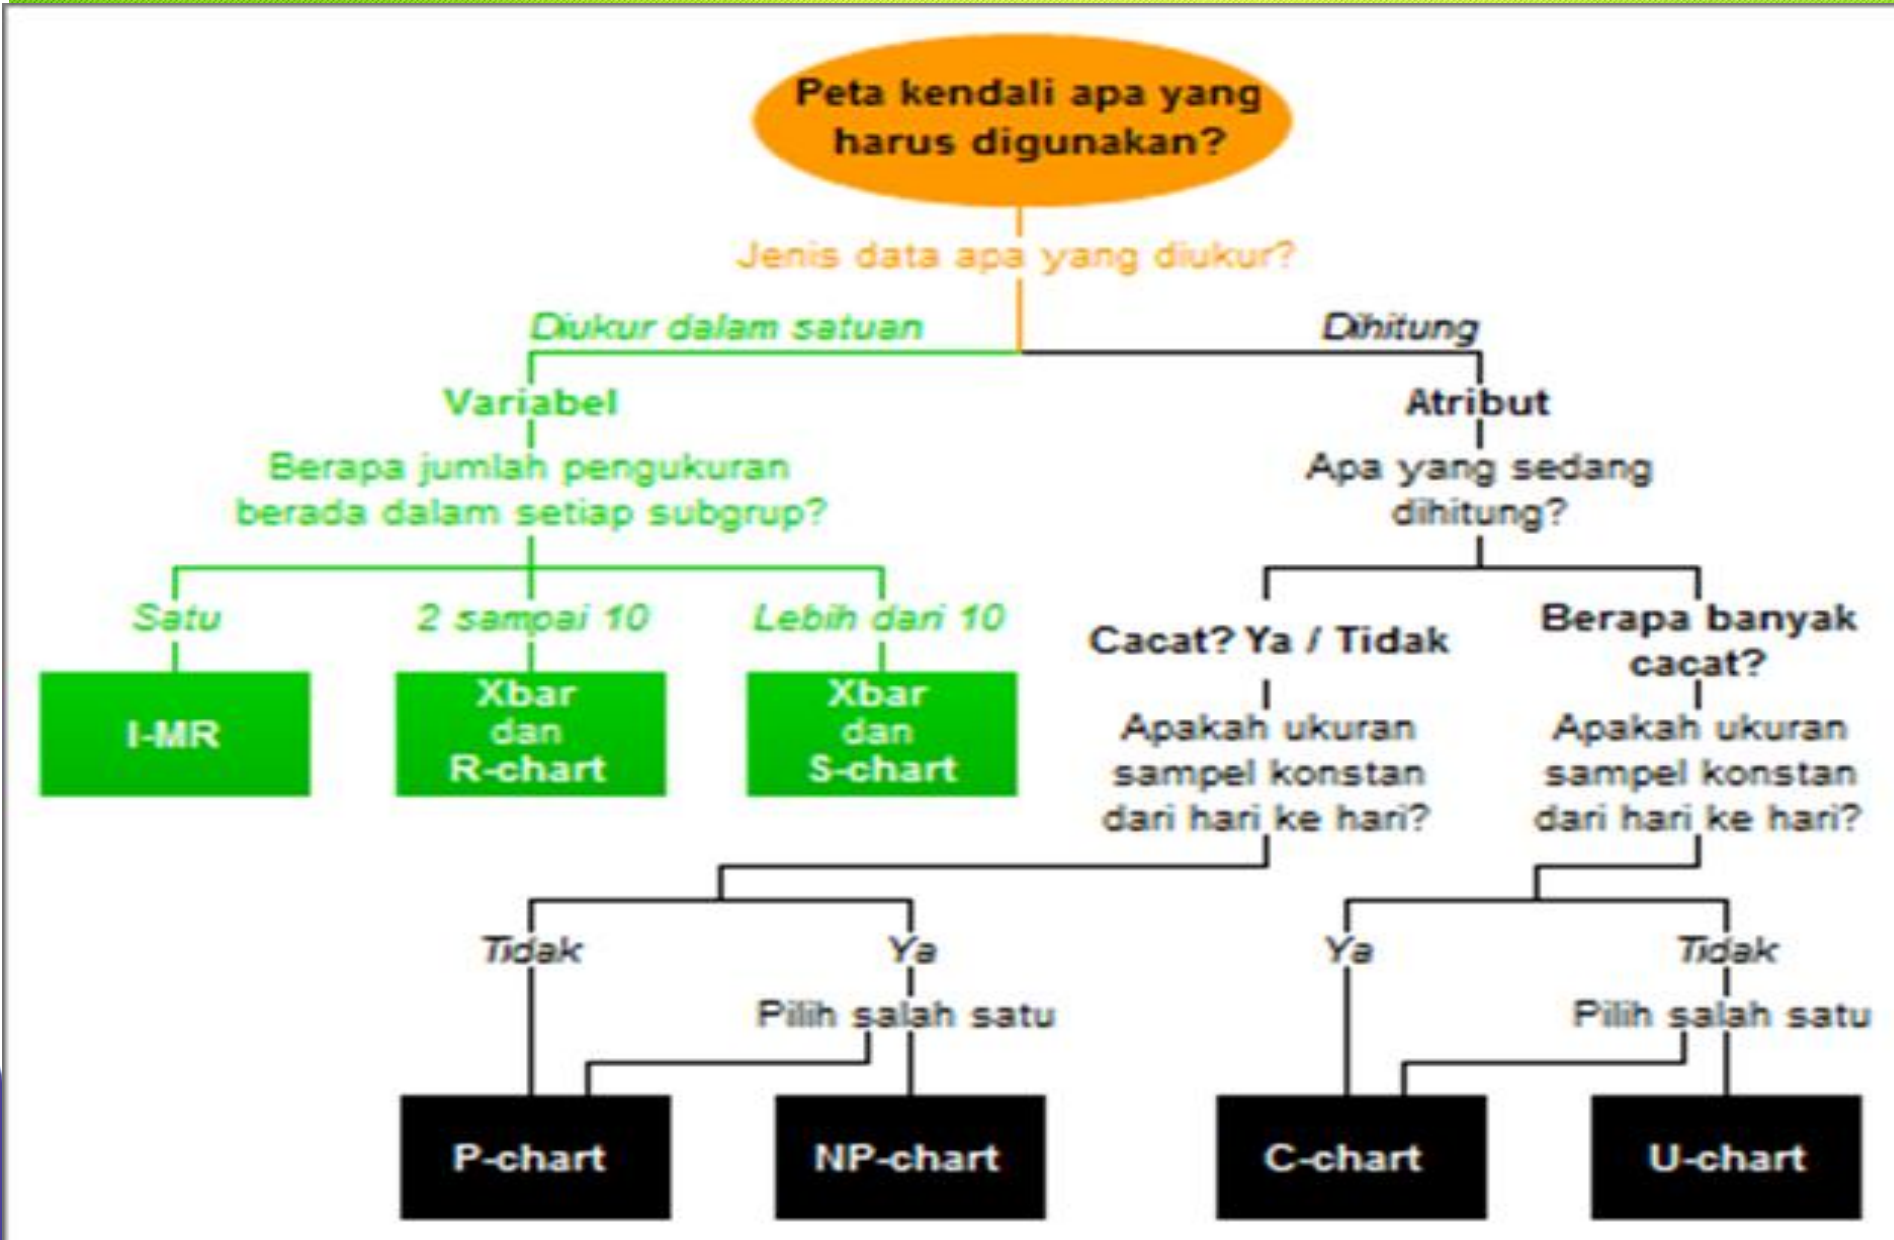 Peta kendali apa yang
harus digunakan?
Jenis data apa yang diukur?
Diukur dalam satuan
Dihitung
Variabel
Atribut
Berapa jumlah pengukuran
berada dalam setiap subgrup?
Apa yang sedang
dihitung?
Satu
2 sampai 10
Lebih dari 10
Cacat? Ya / Tidak
Berapa banyak
cacat?
I-MR
Xbar
dan
R-chart
Xbar
dan
S-chart
Apakah ukuran
sampel konstan
dari hari ke hari?
Apakah ukuran
sampel konstan
dari hari ke hari?
Tidak
Ya
Ya
Tidak
Pilih salah satu
Pilih salah satu
P-chart
NP-chart
C-chart
U-chart